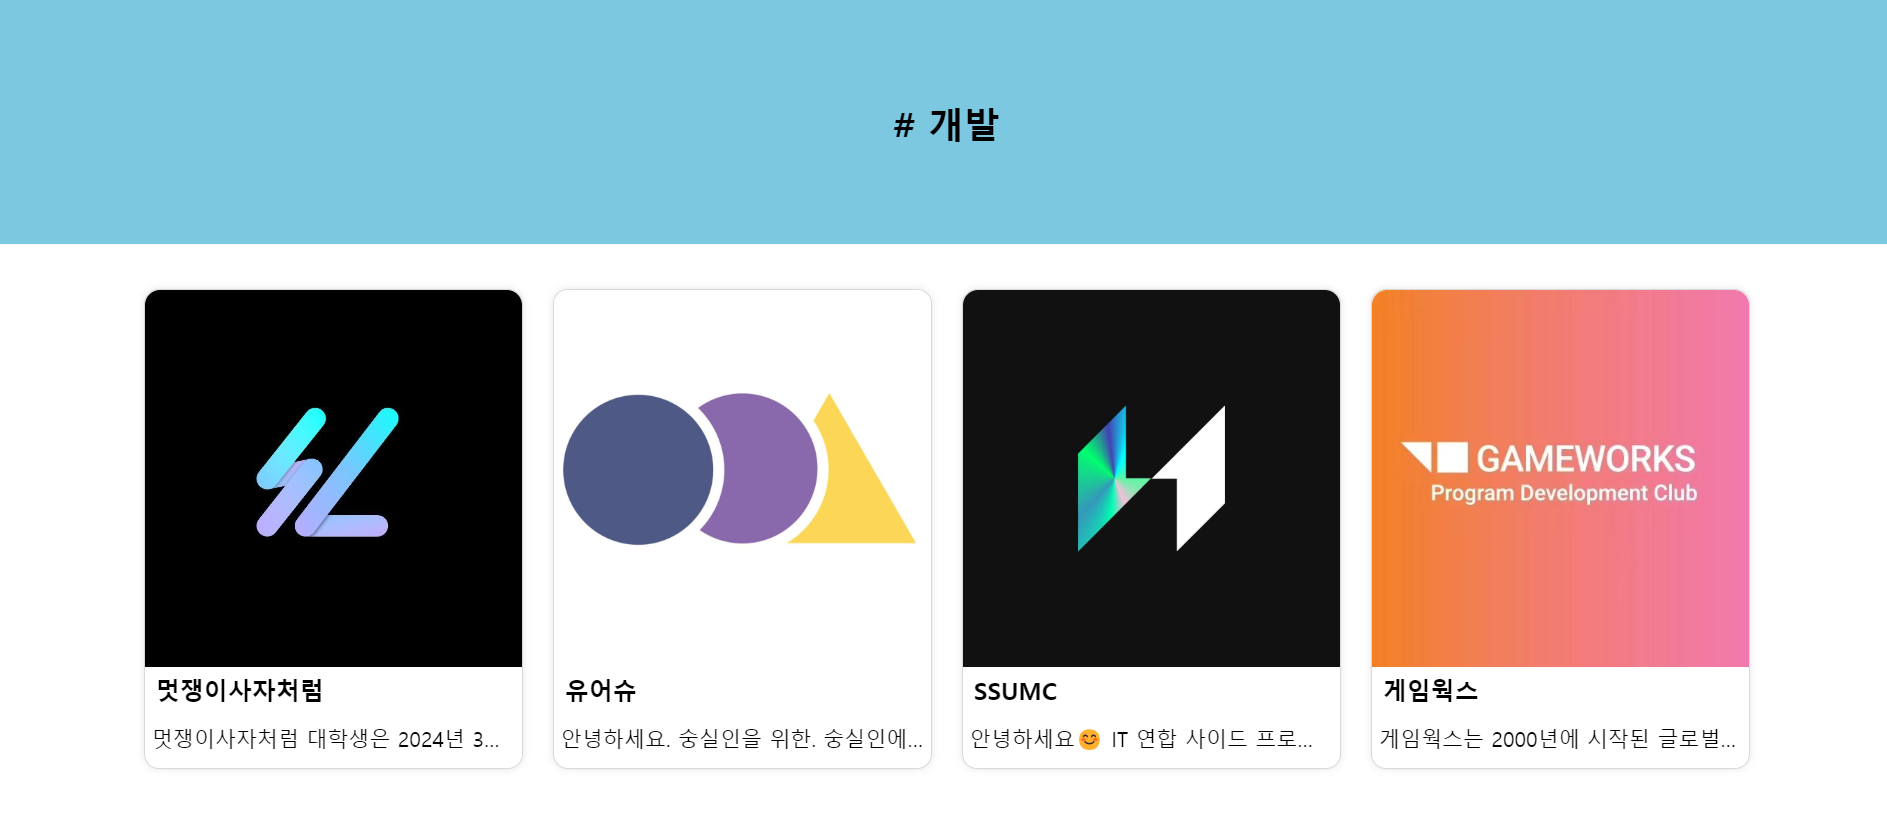 # 개발
GAMEWORKS
Program Development Club
멋쟁이사자처럼
멋쟁이사자처럼 대학생은 2024년 3...
유어슈
안녕하세요. 숭실인을 위한. 숭실인에...
SSUMC
안녕하세요😊 IT 연합 사이드 프로...
게임웍스
게임웍스는 2000년에 시작된 글로벌...